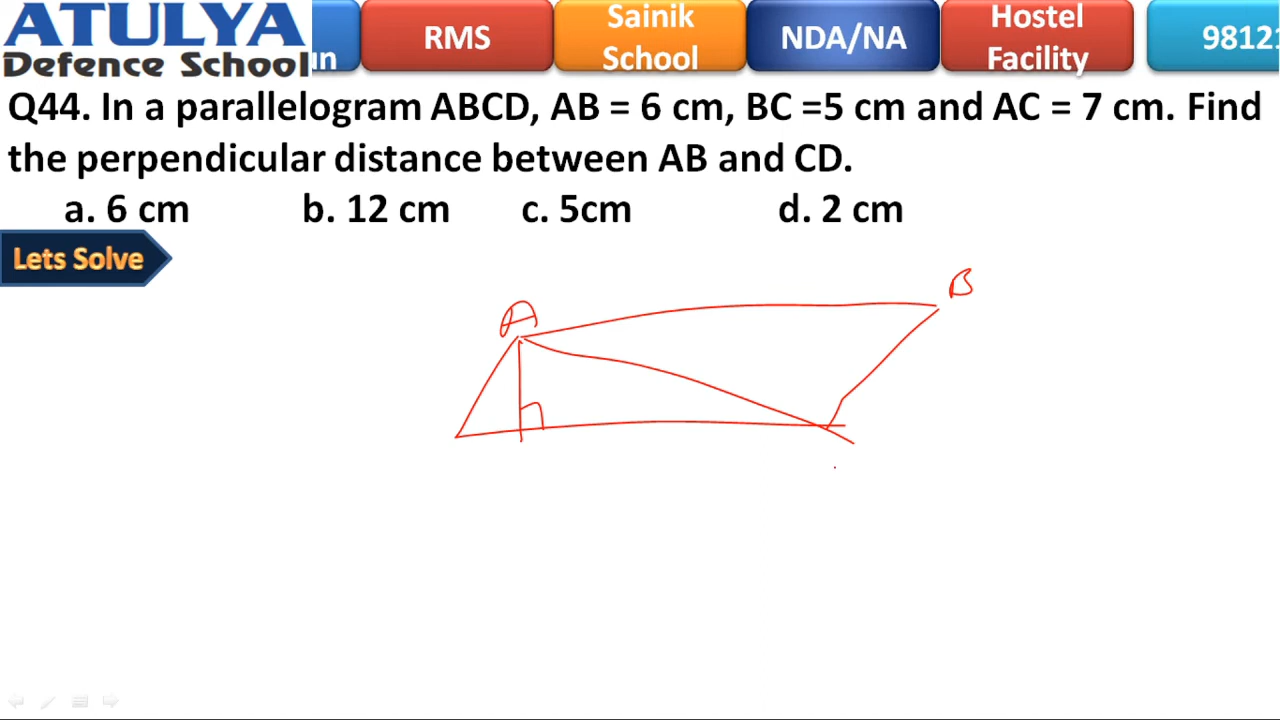 ATULYA
Defence School
un
RMS
Sainik
School
NDA/NA
Hostel
Facility
9812
Q44. In a parallelogram ABCD, AB = 6 cm, BC =5 cm and AC = 7 cm. Find
the perpendicular distance between AB and CD.
a. 6 cm b. 12 cm c. 5cm d. 2 cm
Lets Solve
A
B